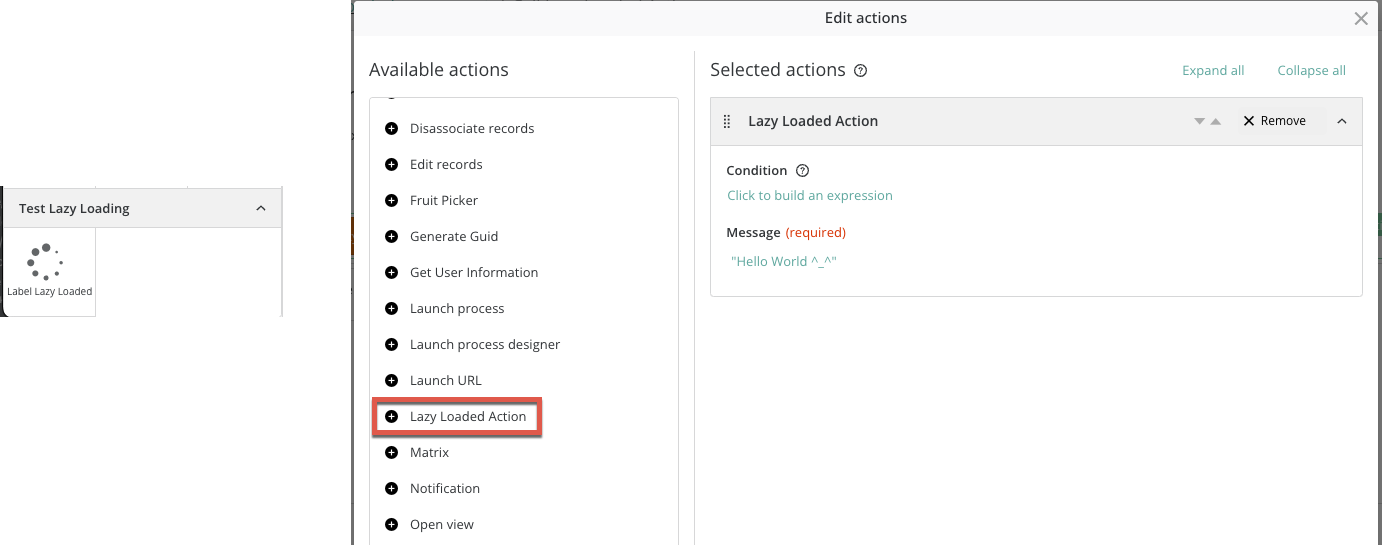 Test Lazy Loading
Label Lazy Loaded
Edit actions
Available actions
Disassociate records
Edit records
Fruit Picker
Generate Guid
Get User Information
Launch process
Launch process designer
Launch URL
Lazy Loaded Action
Matrix
Notification
Open view
Selected actions
Expand all
Collapse all
Lazy Loaded Action
Remove
Condition
Click to build an expression
Message (required)
"Hello World ^_^"